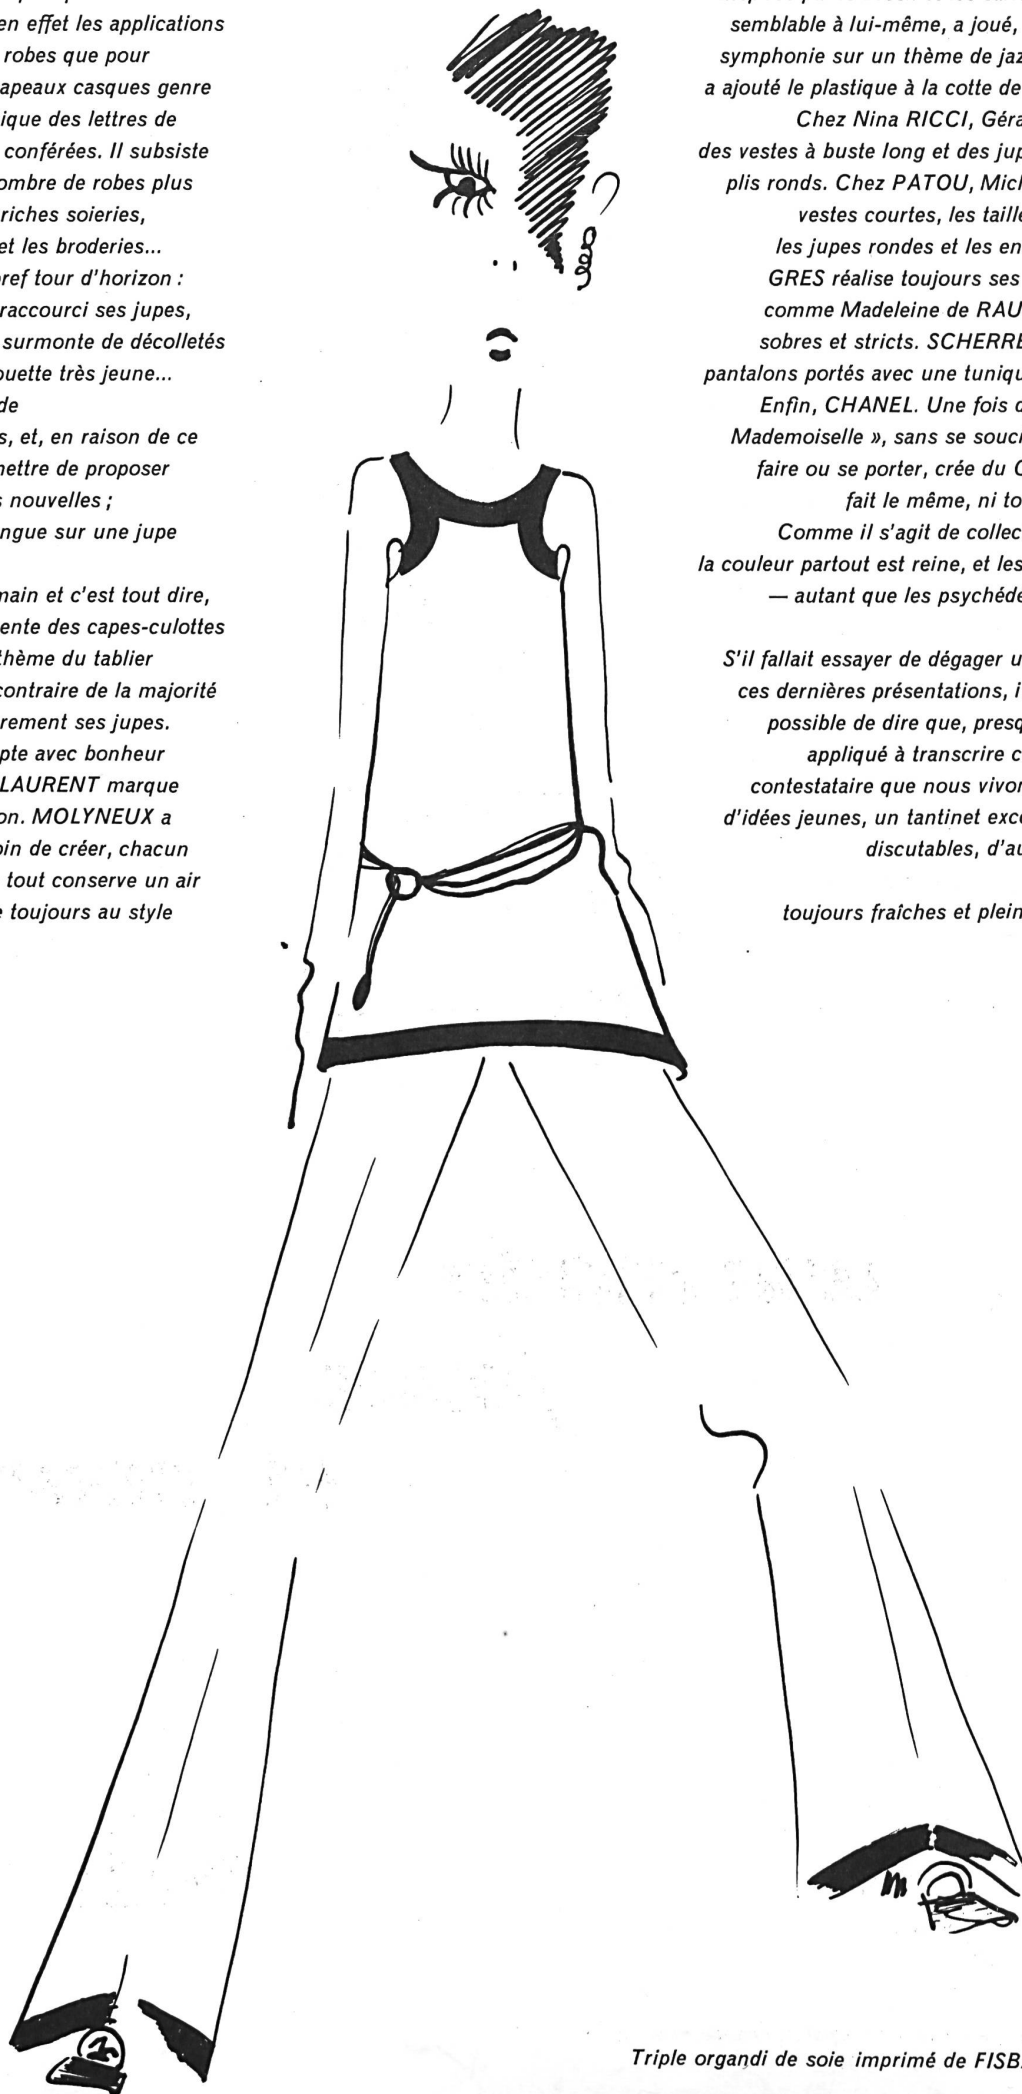 en effet les applications
robes que pour
apeaux casques genre
ique des lettres de
conférées. Il subsiste
ombre de robes plus
riches soieries,
et les broderies...
ref tour d'horizon :
raccourci ses jupes,
surmonte de décolletés
ouette très jeune...
de
s, et, en raison de ce
nettre de proposer
s nouvelles ;
ngue sur une jupe
nain et c'est tout dire,
ente des capes-culottes
thème du tablier
contraire de la majorité
rement ses jupes.
pte avec bonheur
LAURENT marque
on. MOLYNEUX a
oin de créer, chacun
tout conserve un air
e toujours au style
semblable à lui-même, a joué,
symphonie sur un thème de jaz
a ajouté le plastique à la cotte de
Chez Nina RICCI, Géra
des vestes à buste long et des jup
plis ronds. Chez PATOU, Mich
vestes courtes, les taille
les jupes rondes et les en
GRES réalise toujours ses
comme Madeleine de RAU
sobres et stricts. SCHERRE
pantalons portés avec une tuniqu
Enfin, CHANEL. Une fois d
Mademoiselle », sans se souci
faire ou se porter, crée du C
fait le même, ni to
Comme il s'agit de collec
la couleur partout est reine, et les
— autant que les psychédé
S'il fallait essayer de dégager u
ces dernières présentations, i
possible de dire que, presq
appliqué à transcrire c
contestataire que nous vivor
d'idées jeunes, un tantinet exce
discutables, d'au
toujours fraîches et plein
Triple organdi de soie imprimé de FISB